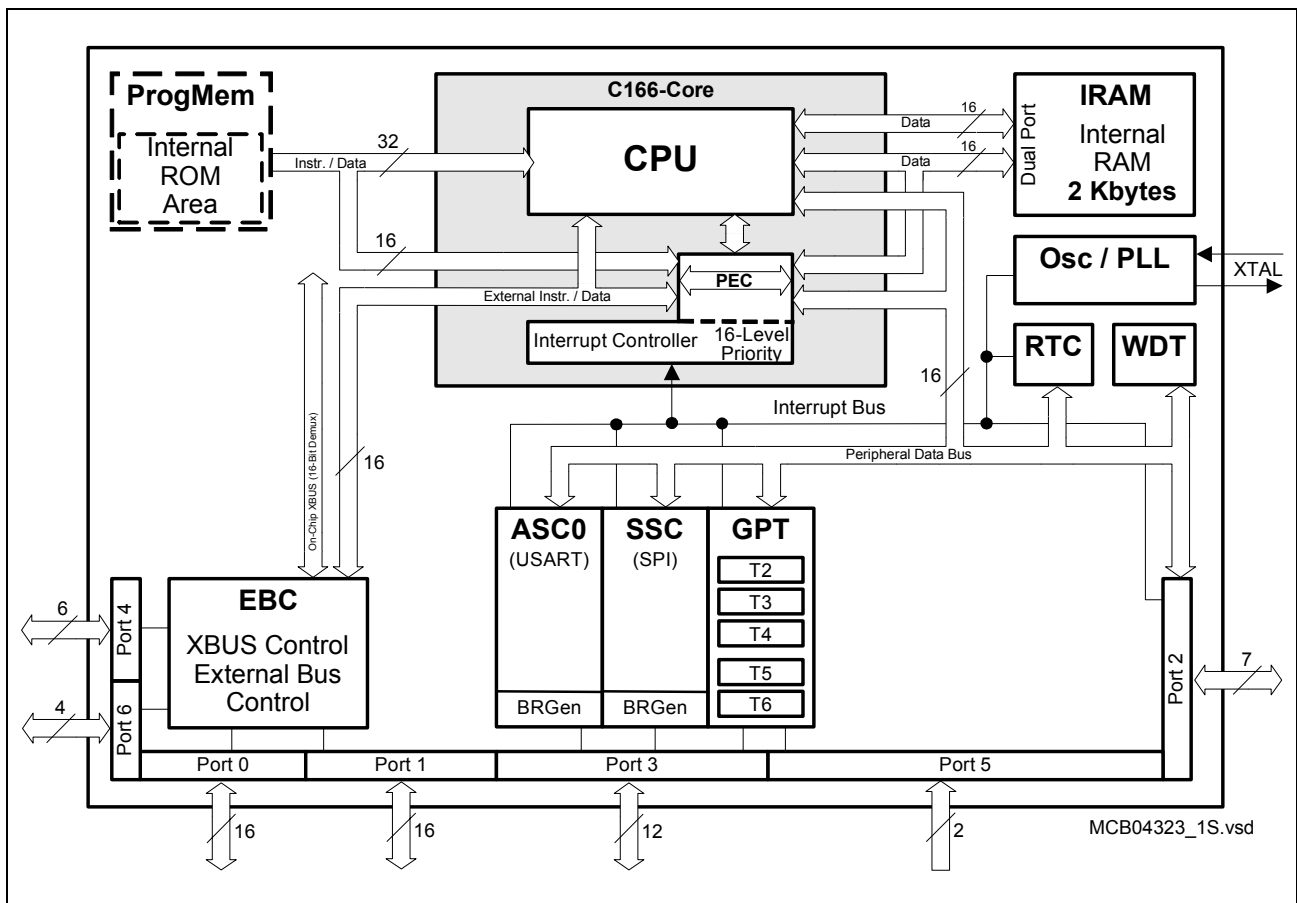 C166-Core
ProgMem
Internal
ROM
Area
Instr. / Data
32
CPU
16
Data
16
Data
Dual Port
IRAM
Internal
RAM
2 Kbytes
16
External Instr. / Data
PEC
Interrupt Controller
16-Level
Priority
Osc / PLL
XTAL
RTC
WDT
16
Interrupt Bus
Peripheral Data Bus
On-Chip XBUS (16-Bit Demux)
16
ASC0
(USART)
BRGen
SSC
(SPI)
BRGen
GPT
T2
T3
T4
T5
T6
EBC
XBUS Control
External Bus
Control
6
Port 4
4
Port 6
Port 2
7
Port 0
Port 1
Port 3
Port 5
16
16
12
2
MCB04323_1S.vsd